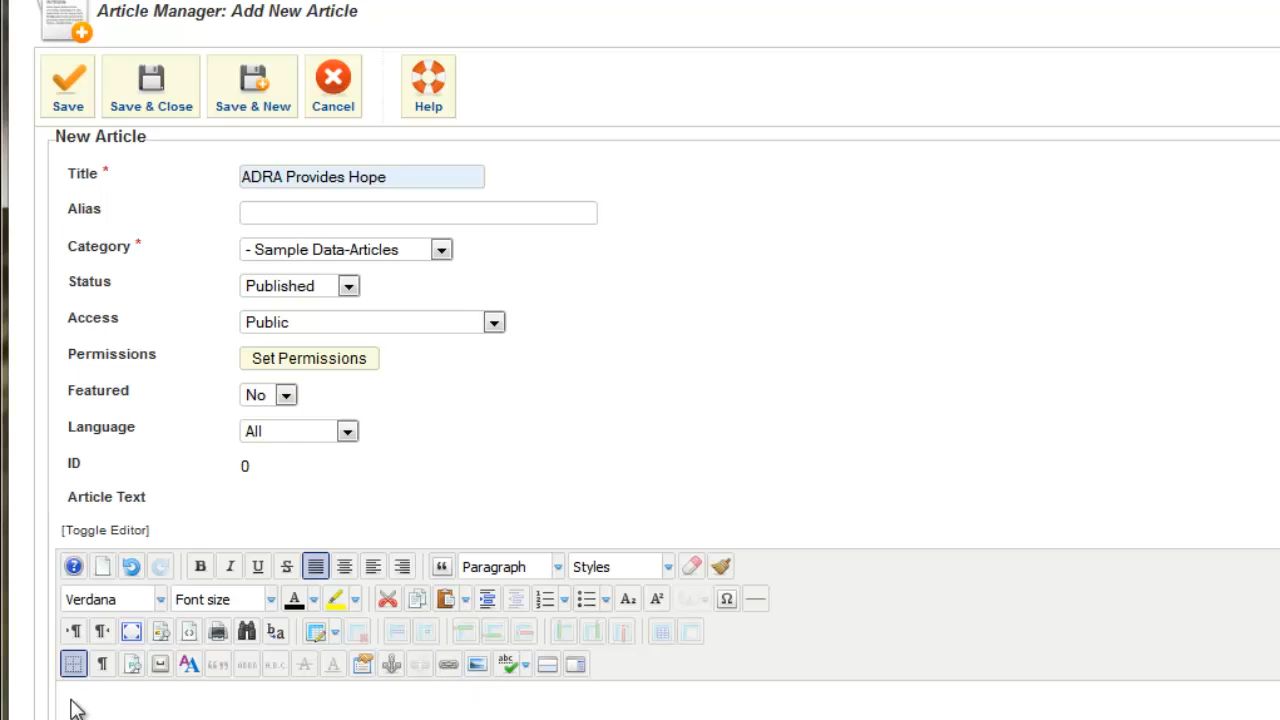 Article Manager: Add New Article
Save
Save & Close
Save & New
Cancel
Help
New Article
Title *
ADRA Provides Hope
Alias
Category *
- Sample Data-Articles
Status
Published
Access
Public
Permissions
Set Permissions
Featured
No
Language
All
ID
0
Article Text
[Toggle Editor]
B I U S
Paragraph
Styles
Verdana
Font size
A
A₂ A²
Ω